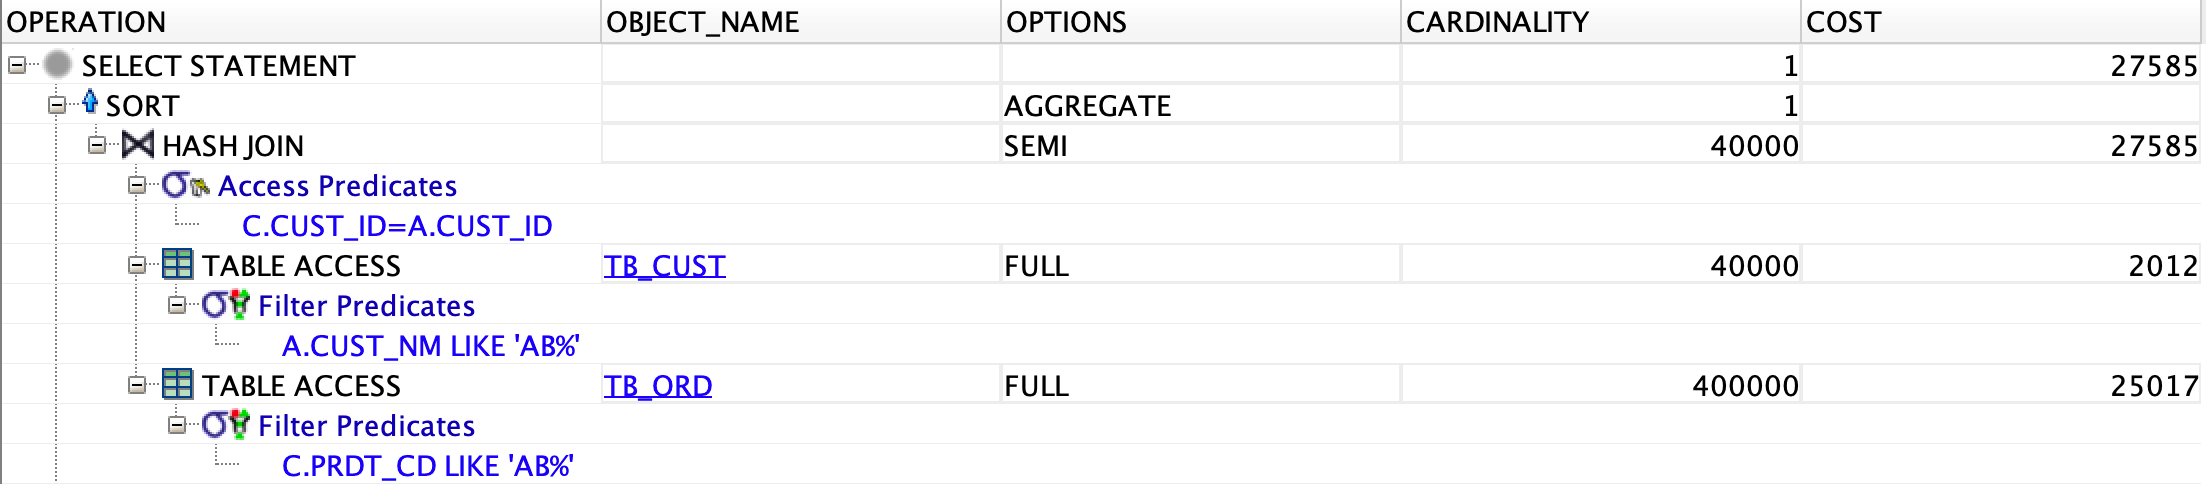 OPERATION OBJECT_NAME OPTIONS CARDINALITY COST
SELECT STATEMENT 1 27585
SORT AGGREGATE 1
HASH JOIN SEMI 40000 27585
Access Predicates
C.CUST_ID=A.CUST_ID
TABLE ACCESS TB_CUST FULL 40000 2012
Filter Predicates
A.CUST_NM LIKE 'AB%'
TABLE ACCESS TB_ORD FULL 400000 25017
Filter Predicates
C.PRDT_CD LIKE 'AB%'